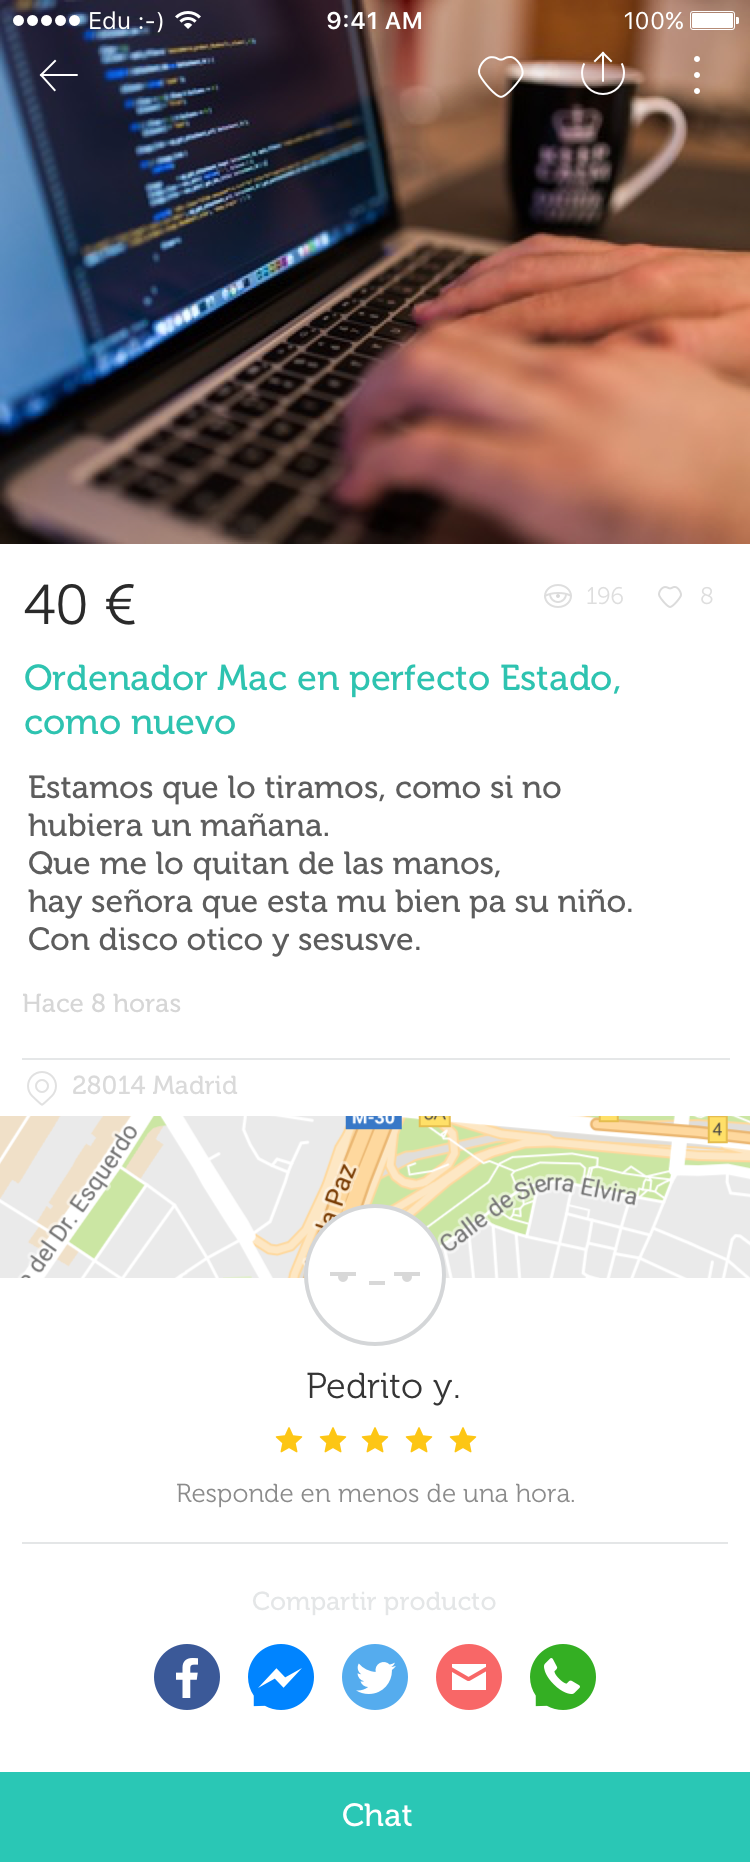 Edu :-)
9:41 AM
100%
KEEP
CALM
40 €
196
8
Ordenador Mac en perfecto Estado,
como nuevo
Estamos que lo tiramos, como si no
hubiera un mañana.
Que me lo quitan de las manos,
hay señora que esta mu bien pa su niño.
Con disco otico y sesusve.
Hace 8 horas
28014 Madrid
M-30
4
del Dr. Esquerdo
la Paz
Calle de Sierra Elvira
Pedrito y.
Responde en menos de una hora.
Compartir producto
Chat